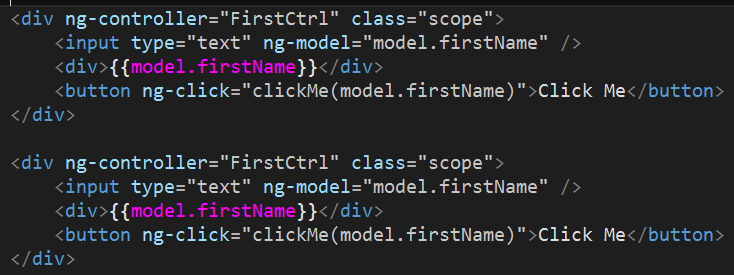 <div ng-controller="FirstCtrl" class="scope">
    <input type="text" ng-model="model.firstName" />
    <div>{{model.firstName}}</div>
    <button ng-click="clickMe(model.firstName)">Click Me</button>
</div>

<div ng-controller="FirstCtrl" class="scope">
    <input type="text" ng-model="model.firstName" />
    <div>{{model.firstName}}</div>
    <button ng-click="clickMe(model.firstName)">Click Me</button>
</div>